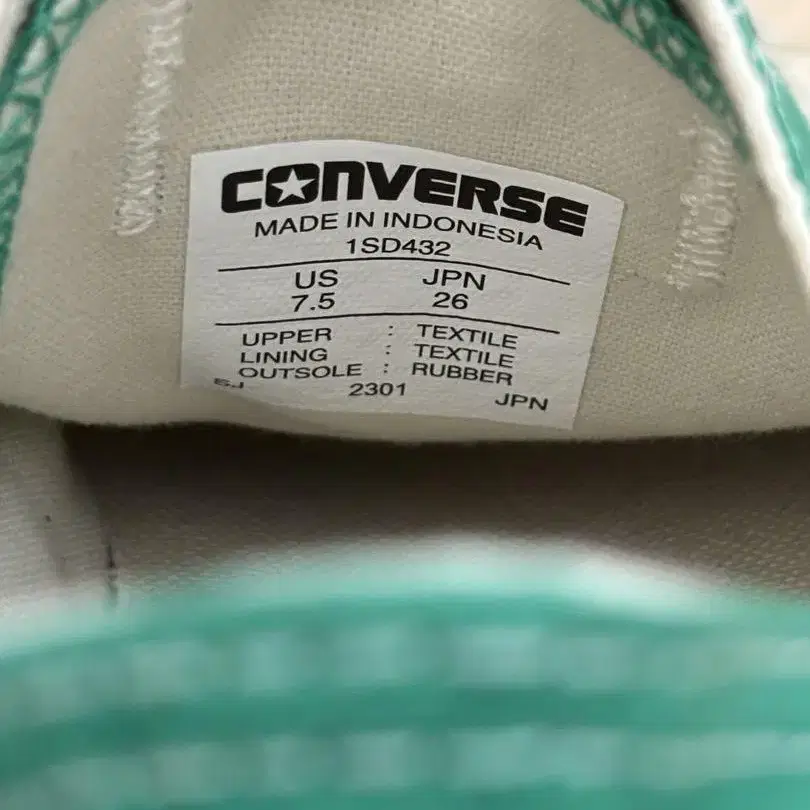 CONVERSE
MADE IN INDONESIA
1SD432
US JPN
7.5 26
UPPER : TEXTILE
LINING : TEXTILE
OUTSOLE : RUBBER
2301 JPN